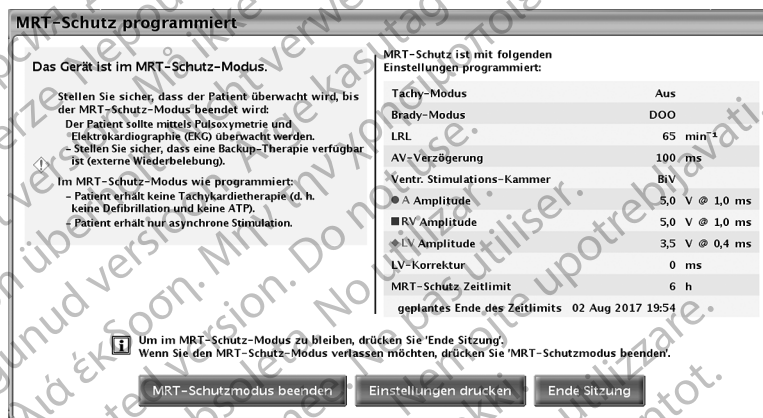 MRT-Schutz programmiert
Das Gerät ist im MRT-Schutz-Modus.
Stellen Sie sicher, dass der Patient überwacht wird, bis
der MRT-Schutz-Modus beendet wird:
Der Patient sollte mittels Pulsoxymetrie und
Elektrokardiographie (EKG) überwacht werden.
- Stellen Sie sicher, dass eine Backup-Therapie verfügbar
ist (externe Wiederbelebung).
Im MRT-Schutz-Modus wie programmiert:
- Patient erhält keine Tachykardietherapie (d. h.
keine Defibrillation und keine ATP).
- Patient erhält nur asynchrone Stimulation.
MRT-Schutz ist mit folgenden
Einstellungen programmiert:
Tachy-Modus Aus
Brady-Modus DOO
LRL 65 min⁻¹
AV-Verzögerung 100 ms
Ventr. Stimulations-Kammer BiV
A Amplitude 5,0 V @ 1,0 ms
RV Amplitude 5,0 V @ 1,0 ms
LV Amplitude 3,5 V @ 0,4 ms
LV-Korrektur 0 ms
MRT-Schutz Zeitlimit 6 h
geplantes Ende des Zeitlimits 02 Aug 2017 19:54
Um im MRT-Schutz-Modus zu bleiben, drücken Sie 'Ende Sitzung'.
Wenn Sie den MRT-Schutz-Modus verlassen möchten, drücken Sie 'MRT-Schutzmodus beenden'.
MRT-Schutzmodus beenden Einstellungen drucken Ende Sitzung